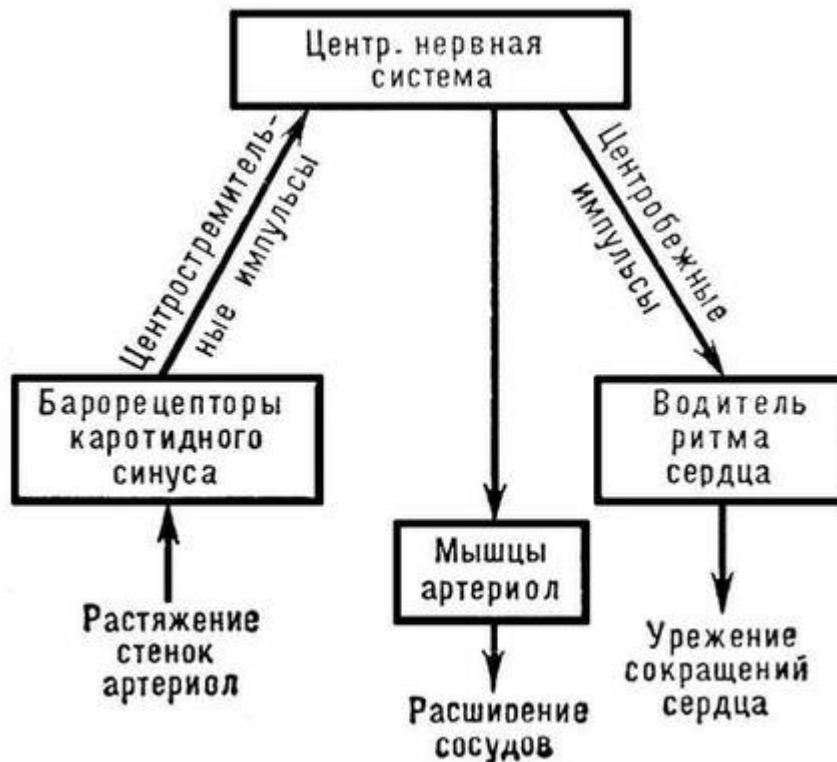 Центр. нервная
система
Центростремитель-
ные импульсы
Центробежные
импульсы
Барорецепторы
каротидного
синуса
Водитель
ритма
сердца
Мышцы
артериол
Растяжение
стенок
артериол
Урежение
сокращений
сердца
Расширение
сосудов